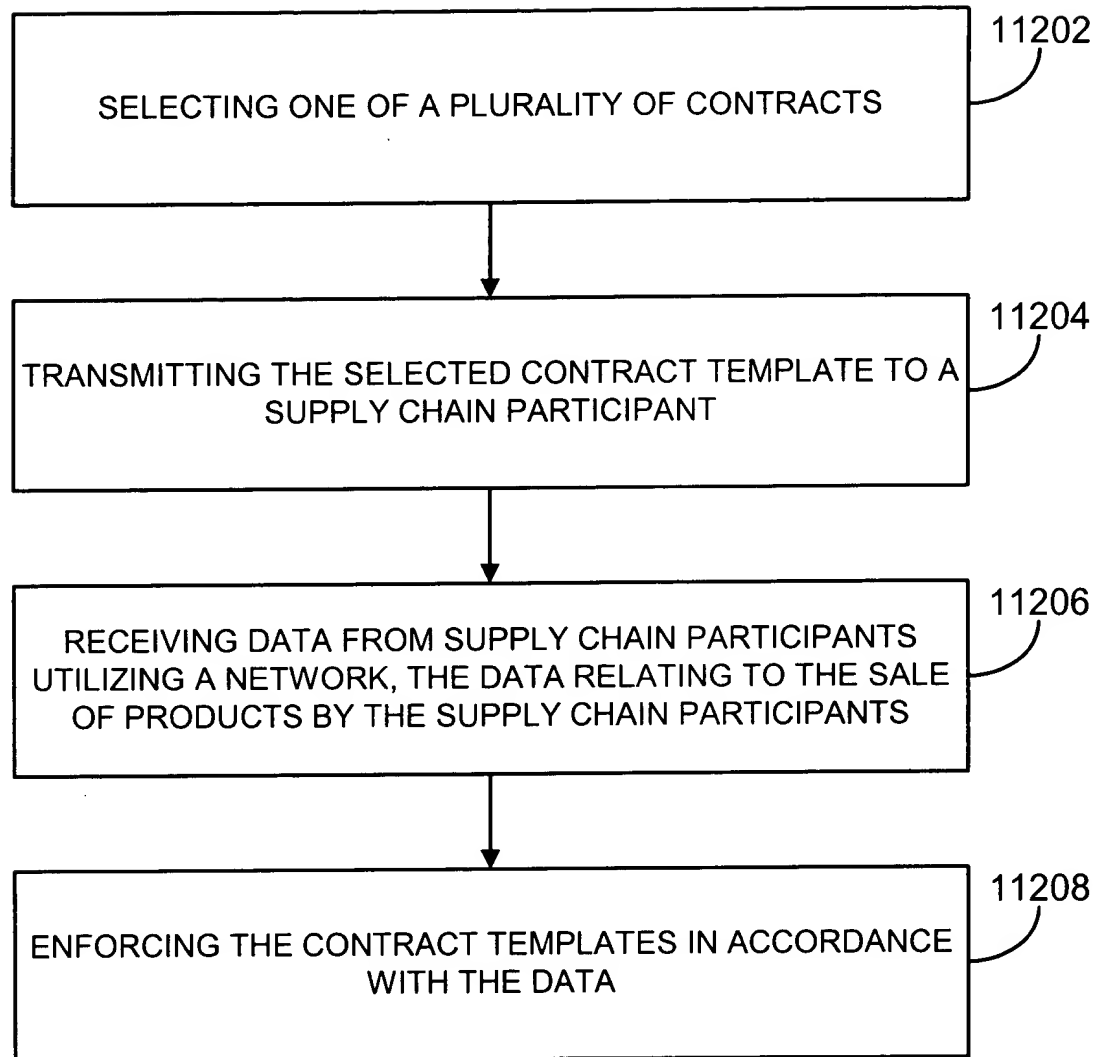 11202
SELECTING ONE OF A PLURALITY OF CONTRACTS
11204
TRANSMITTING THE SELECTED CONTRACT TEMPLATE TO A
SUPPLY CHAIN PARTICIPANT
11206
RECEIVING DATA FROM SUPPLY CHAIN PARTICIPANTS
UTILIZING A NETWORK, THE DATA RELATING TO THE SALE
OF PRODUCTS BY THE SUPPLY CHAIN PARTICIPANTS
11208
ENFORCING THE CONTRACT TEMPLATES IN ACCORDANCE
WITH THE DATA